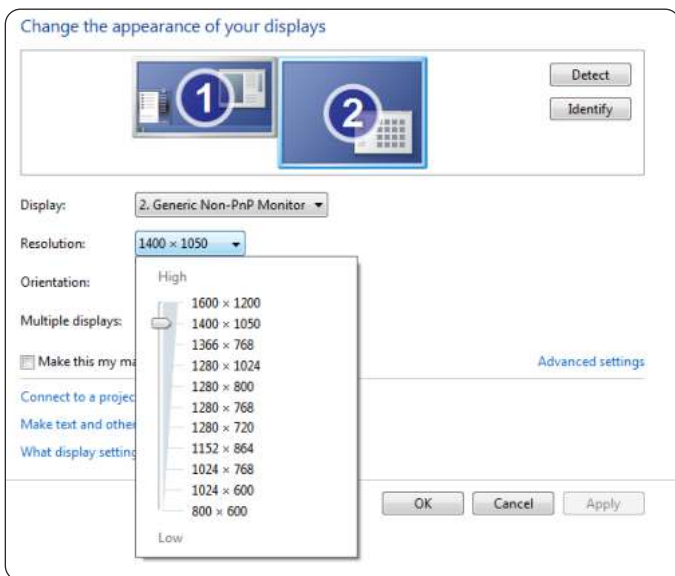 Change the appearance of your displays
1
2
Detect
Identify
Display:
2. Generic Non-PnP Monitor
Resolution:
1400 × 1050
Orientation:
High
1600 × 1200
Multiple displays:
1400 × 1050
1366 × 768
Make this my ma
1280 × 1024
Advanced settings
1280 × 800
Connect to a projec
1280 × 768
Make text and other
1280 × 720
What display setting
1152 × 864
1024 × 768
1024 × 600
800 × 600
OK
Cancel
Apply
Low